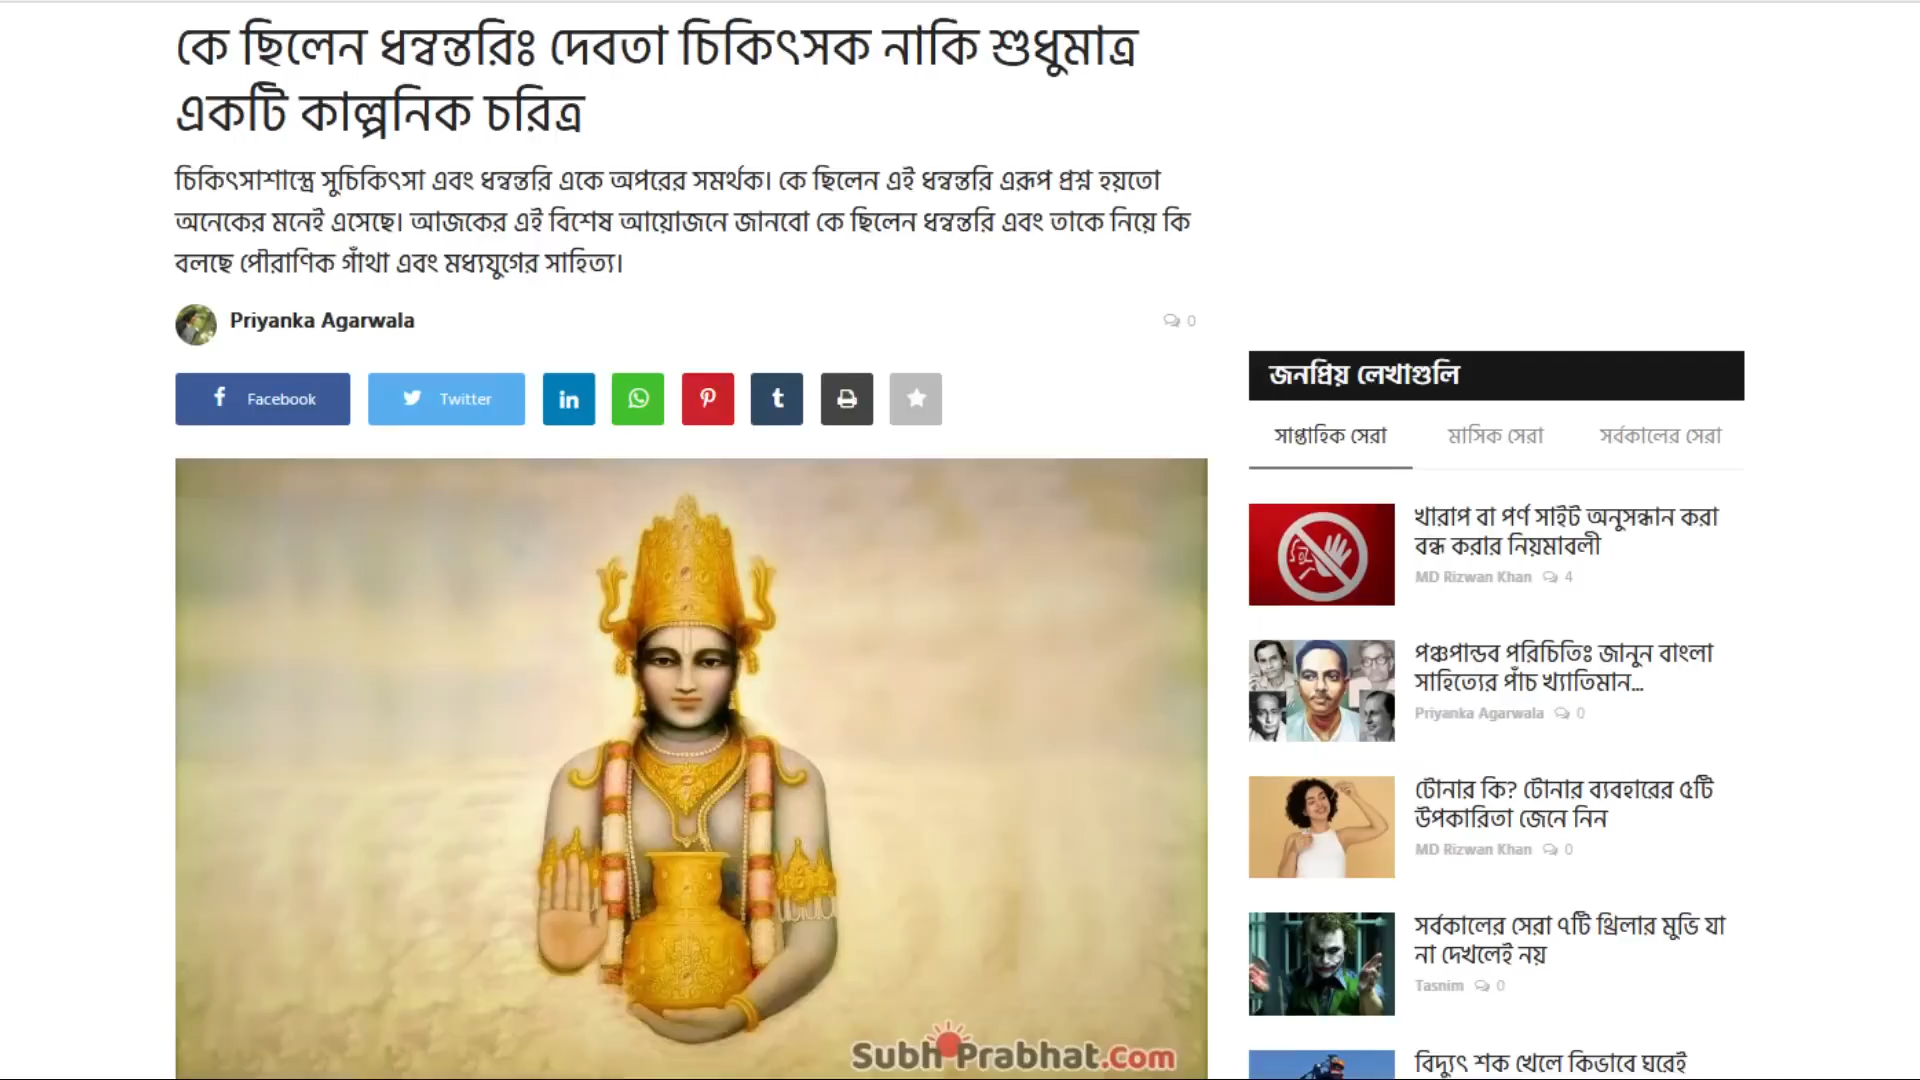 কে ছিলেন ধন্বন্তরিঃ দেবতা চিকিৎসক নাকি শুধুমাত্র
একটি কাল্পনিক চরিত্র
চিকিৎসাশাস্ত্রে সুচিকিৎসা এবং ধন্বন্তরি একে অপরের সমর্থক। কে ছিলেন এই ধন্বন্তরি এরূপ প্রশ্ন হয়তো
অনেকের মনেই এসেছে। আজকের এই বিশেষ আয়োজনে জানবো কে ছিলেন ধন্বন্তরি এবং তাকে নিয়ে কি
বলছে পৌরাণিক গাঁথা এবং মধ্যযুগের সাহিত্য।
Priyanka Agarwala
0
Facebook
Twitter
Subh Prabhat.Com
জনপ্রিয় লেখাগুলি
সাপ্তাহিক সেরা মাসিক সেরা সর্বকালের সেরা
খারাপ বা পর্ণ সাইট অনুসন্ধান করা
বন্ধ করার নিয়মাবলী
MD Rizwan Khan 4
পঞ্চপান্ডব পরিচিতিঃ জানুন বাংলা
সাহিত্যের পাঁচ খ্যাতিমান...
Priyanka Agarwala 0
টোনার কি? টোনার ব্যবহারের ৫টি
উপকারিতা জেনে নিন
MD Rizwan Khan 0
সর্বকালের সেরা ৭টি থ্রিলার মুভি যা
না দেখলেই নয়
Tasnim 0
বিদ্যুৎ শক খেলে কিভাবে ঘরেই